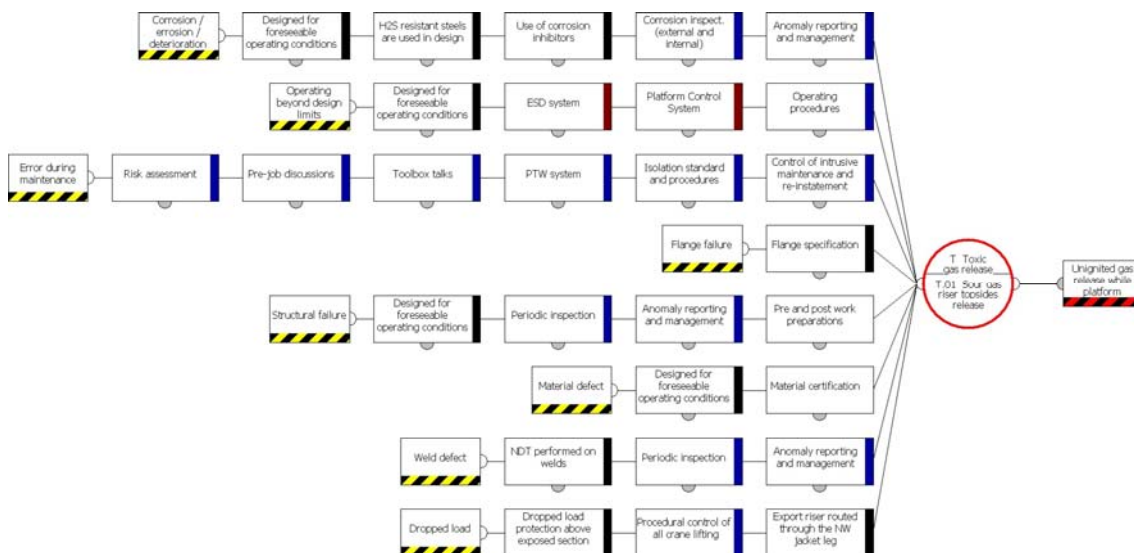 Corrosion /
errosion /
deterioration
Designed for
foreseeable
operating conditions
H2S resistant steels
are used in design
Use of corrosion
inhibitors
Corrosion inspect.
(external and
internal)
Anomaly reporting
and management
Operating
beyond design
limits
Designed for
foreseeable
operating conditions
ESD system
Platform Control
System
Operating
procedures
Error during
maintenance
Risk assessment
Pre-job discussions
Toolbox talks
PTW system
Isolation standard
and procedures
Control of intrusive
maintenance and
re-instatement
Flange failure
Flange specification
T Toxic
gas release
T.01 Sour gas
riser topsides
release
Unignited gas
release while
platform
Structural failure
Designed for
foreseeable
operating conditions
Periodic inspection
Anomaly reporting
and management
Pre and post work
preparations
Material defect
Designed for
foreseeable
operating conditions
Material certification
Weld defect
NDT performed on
welds
Periodic inspection
Anomaly reporting
and management
Dropped load
Dropped load
protection above
exposed section
Procedural control of
all crane lifting
Export riser routed
through the NW
jacket leg